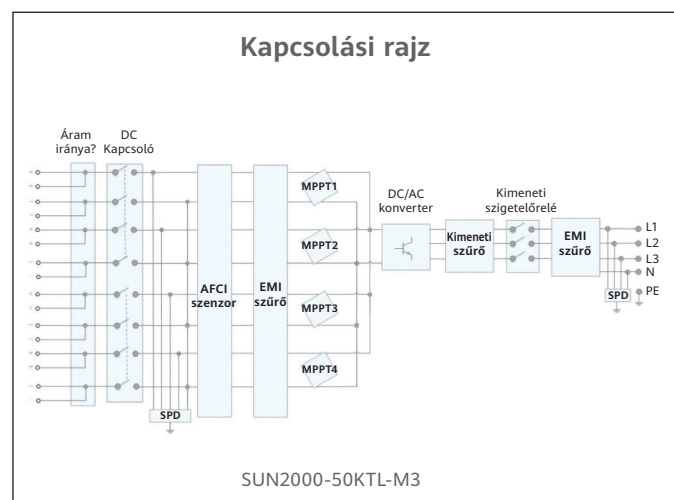 Kapcsolási rajz
Áram
iránya?
DC
Kapcsoló
AFCI
szenzor
EMI
szűrő
MPPT1
MPPT2
MPPT3
MPPT4
DC/AC
konverter
Kimeneti
szűrő
Kimeneti
szigetelőrelé
EMI
szűrő
L1
L2
L3
N
PE
SPD
SPD
SUN2000-50KTL-M3